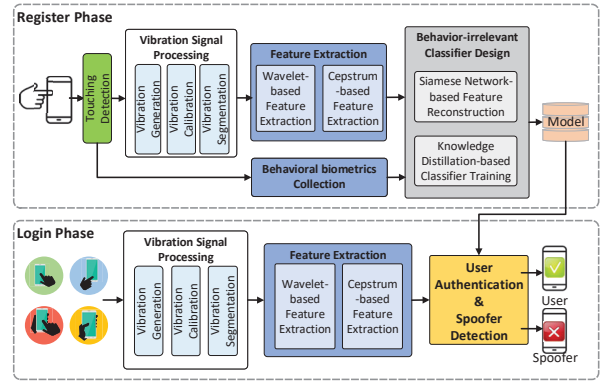 Register Phase
Touching
Detection
Vibration Signal
Processing
Vibration
Generation
Vibration
Calibration
Vibration
Segmentation
Feature Extraction
Wavelet-
based
Feature
Extraction
Cepstrum
-based
Feature
Extraction
Behavioral biometrics
Collection
Behavior-irrelevant
Classifier Design
Siamese Network-
based Feature
Reconstruction
Knowledge
Distillation-based
Classifier Training
Model
Login Phase
Vibration Signal
Processing
Vibration
Generation
Vibration
Calibration
Vibration
Segmentation
Feature Extraction
Wavelet-
based
Feature
Extraction
Cepstrum
-based
Feature
Extraction
User
Authentication
&
Spoofer
Detection
User
Spoofer